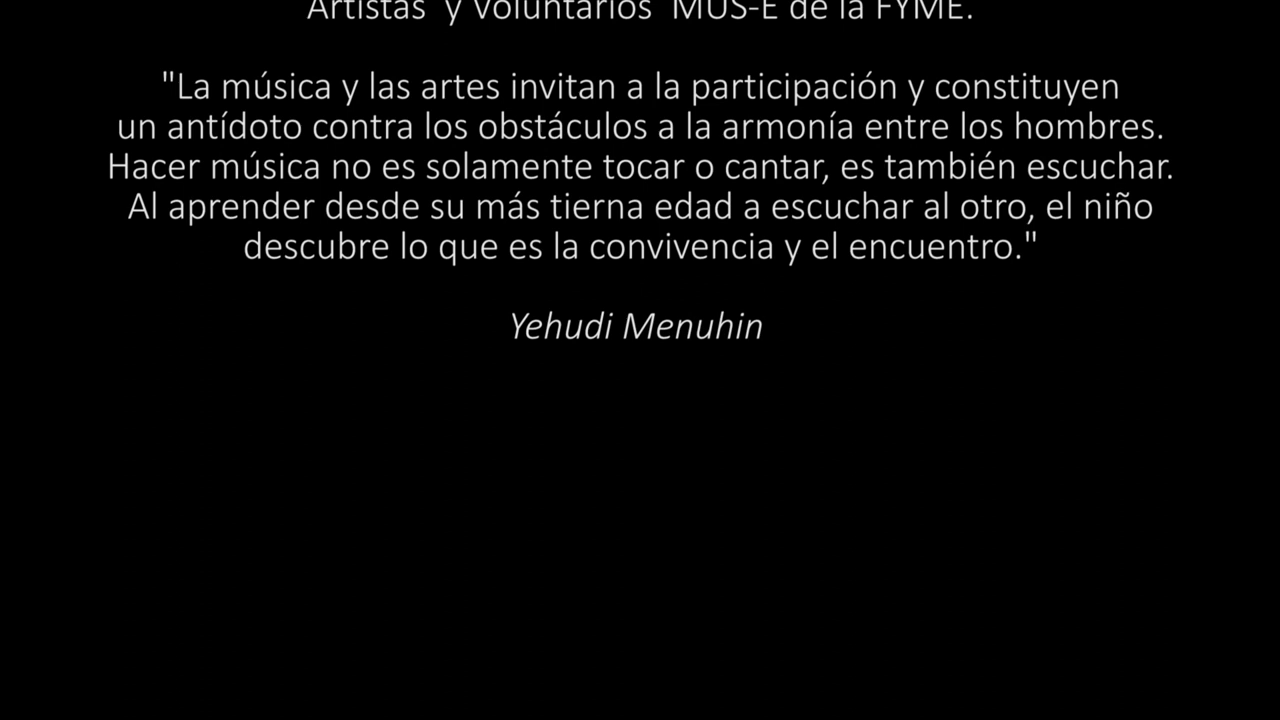 Artistas y Voluntarios MUS-E de la FYME.
"La música y las artes invitan a la participación y constituyen
un antídoto contra los obstáculos a la armonía entre los hombres.
Hacer música no es solamente tocar o cantar, es también escuchar.
Al aprender desde su más tierna edad a escuchar al otro, el niño
descubre lo que es la convivencia y el encuentro."
Yehudi Menuhin